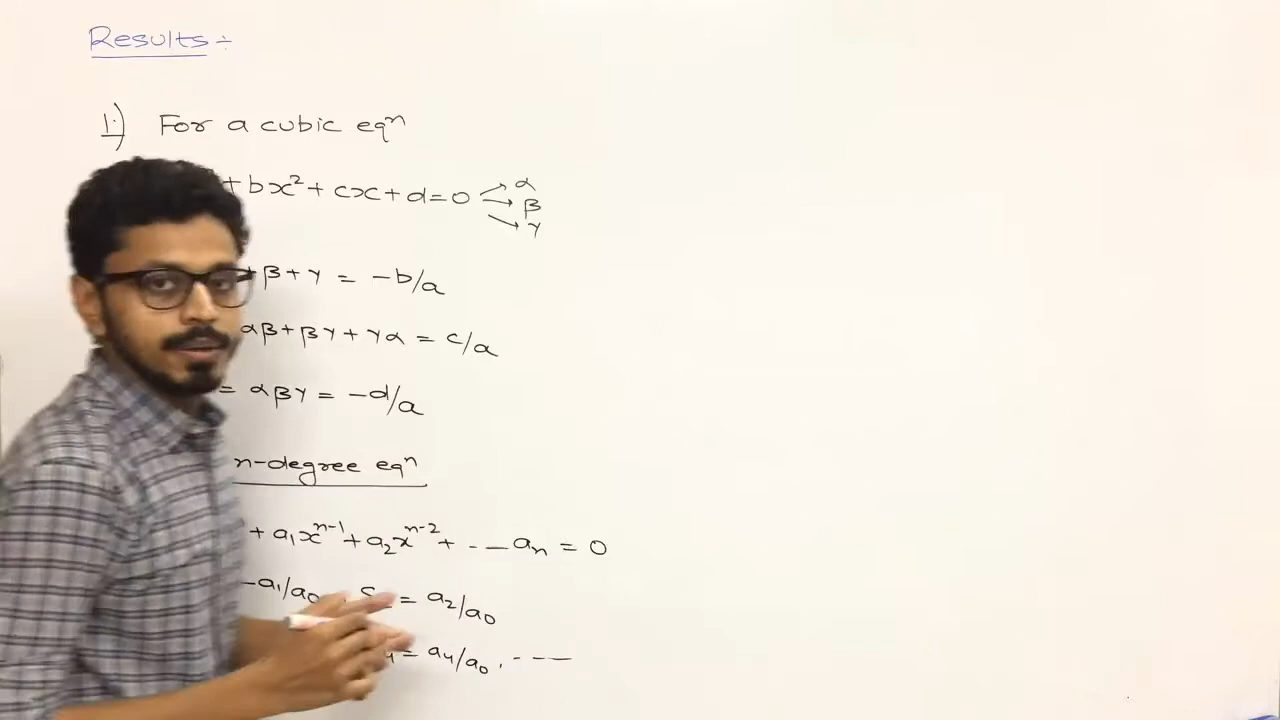 Results :-
1.) For a cubic eqⁿ
+ bx² + cx + d = 0 → α
→ β
→ γ
+ β + γ = -b/a
αβ + βγ + γα = c/a
= αβγ = -d/a
n-degree eqⁿ
+ a₁xⁿ⁻¹ + a₂xⁿ⁻² + - — aₙ = 0
-a₁/a₀ , = a₂/a₀
₄ = a₄/a₀ , - - —